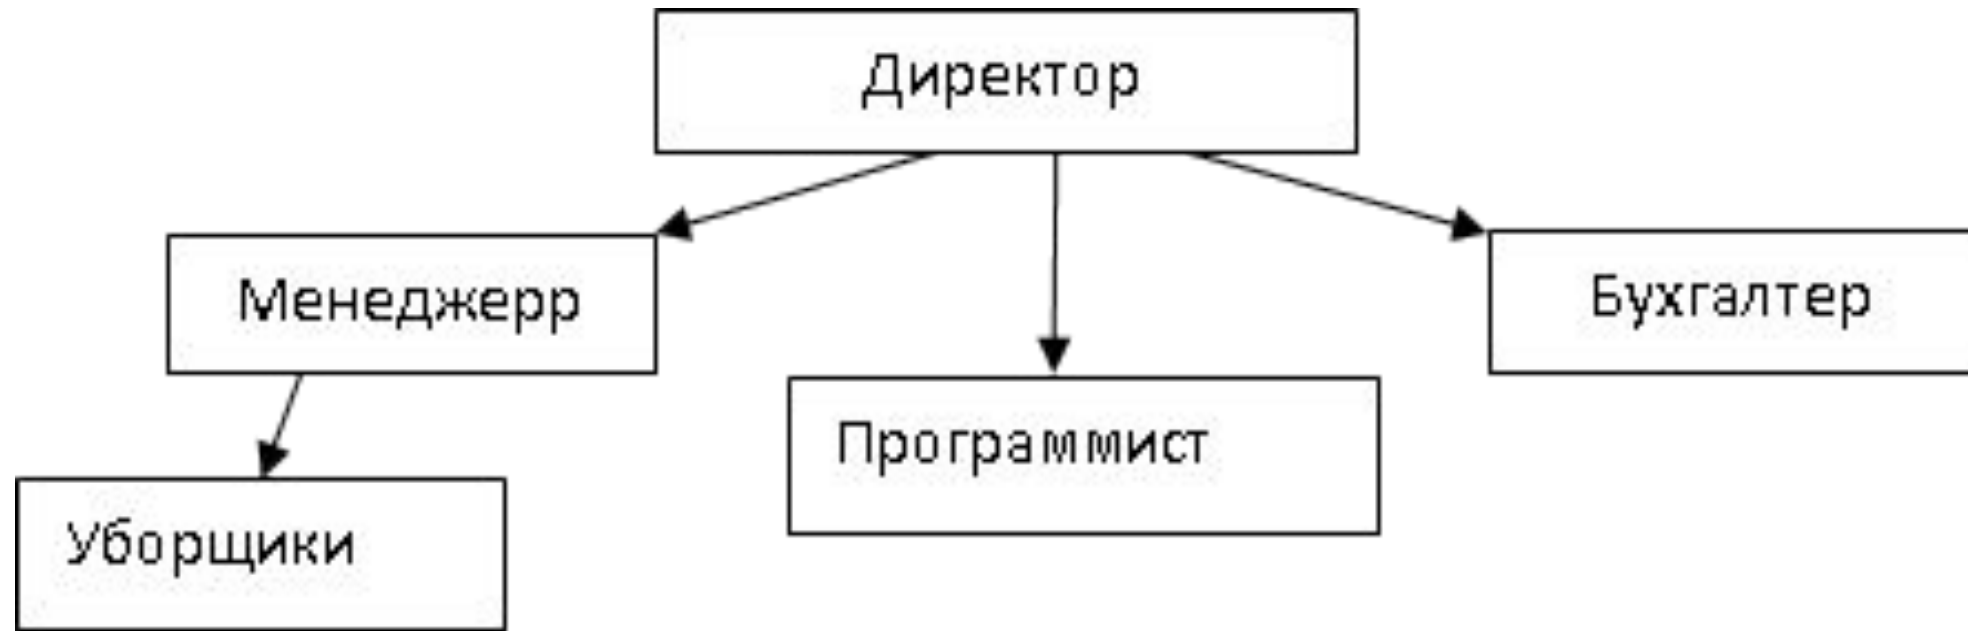 Директор
Менеджерр
Бухгалтер
Программист
Уборщики